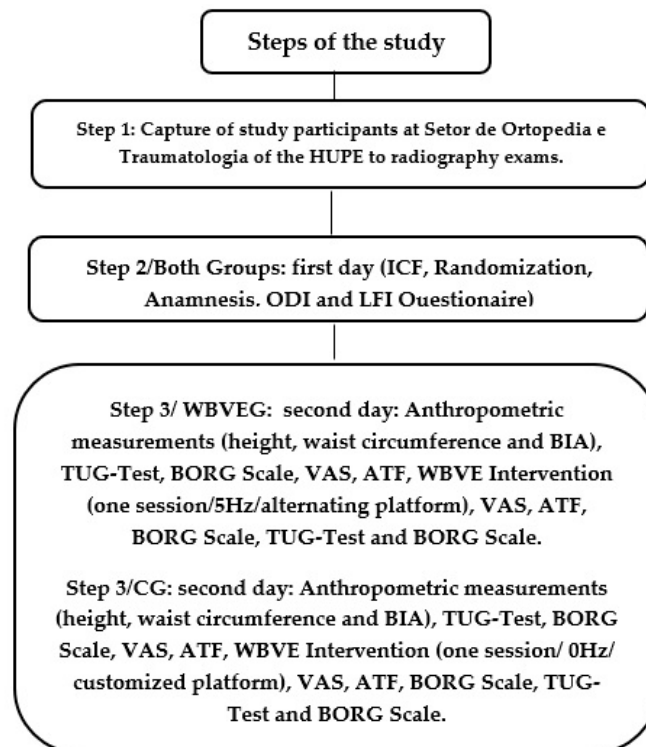 Steps of the study
Step 1: Capture of study participants at Setor de Ortopedia e
Traumatologia of the HUPE to radiography exams.
Step 2/Both Groups: first day (ICF, Randomization,
Anamnesis. ODI and LFI Ouestionaire)
Step 3/ WBVEG: second day: Anthropometric
measurements (height, waist circumference and BIA),
TUG-Test, BORG Scale, VAS, ATF, WBVE Intervention
(one session/5Hz/alternating platform), VAS, ATF,
BORG Scale, TUG-Test and BORG Scale.
Step 3/CG: second day: Anthropometric measurements
(height, waist circumference and BIA), TUG-Test, BORG
Scale, VAS, ATF, WBVE Intervention (one session/ 0Hz/
customized platform), VAS, ATF, BORG Scale, TUG-
Test and BORG Scale.